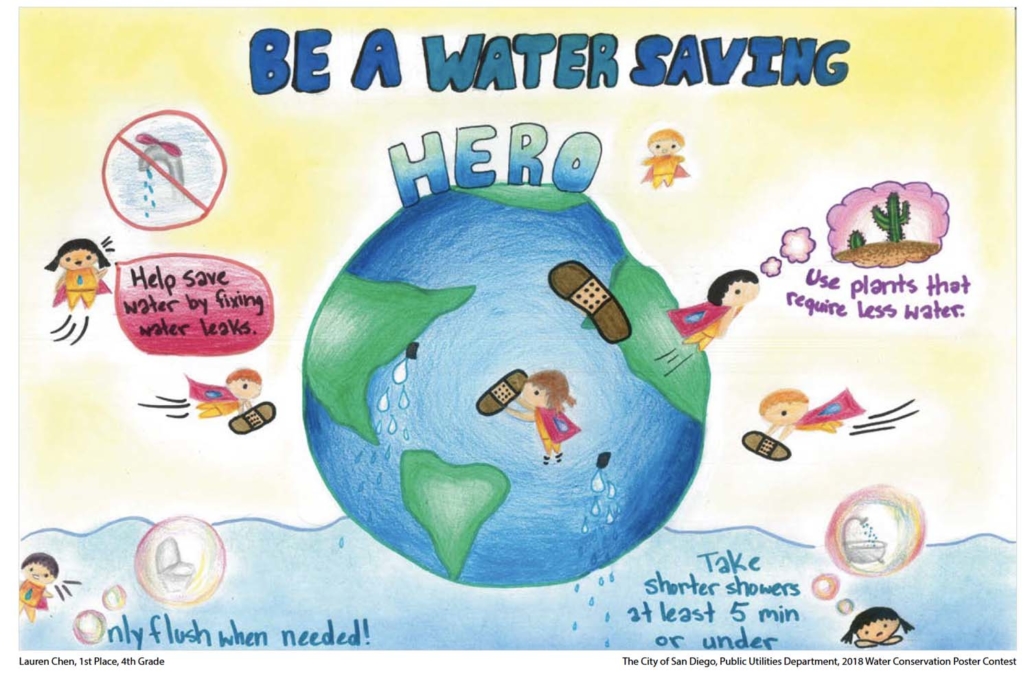 BE A WATER SAVING
HERO
Help save
water by fixing
water leaks.
Use plants that
require less water.
Take
shorter showers
at least 5 min
or under
Only flush when needed!
Lauren Chen, 1st Place, 4th Grade
The City of San Diego, Public Utilities Department, 2018 Water Conservation Poster Contest